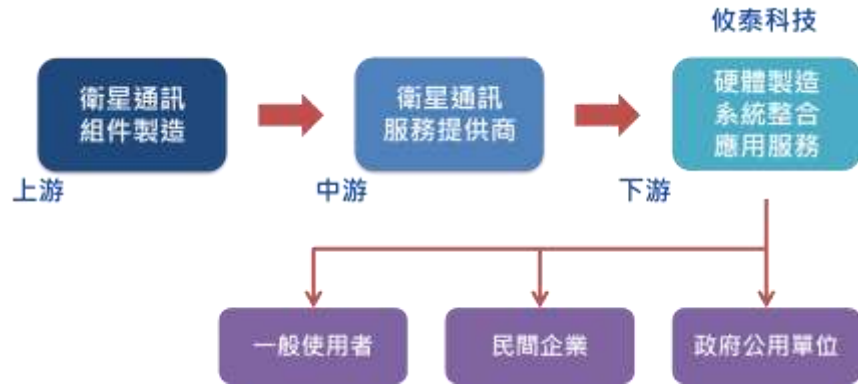 攸泰科技
衛星通訊
組件製造
衛星通訊
服務提供商
硬體製造
系統整合
應用服務
上游
中游
下游
一般使用者
民間企業
政府公用單位